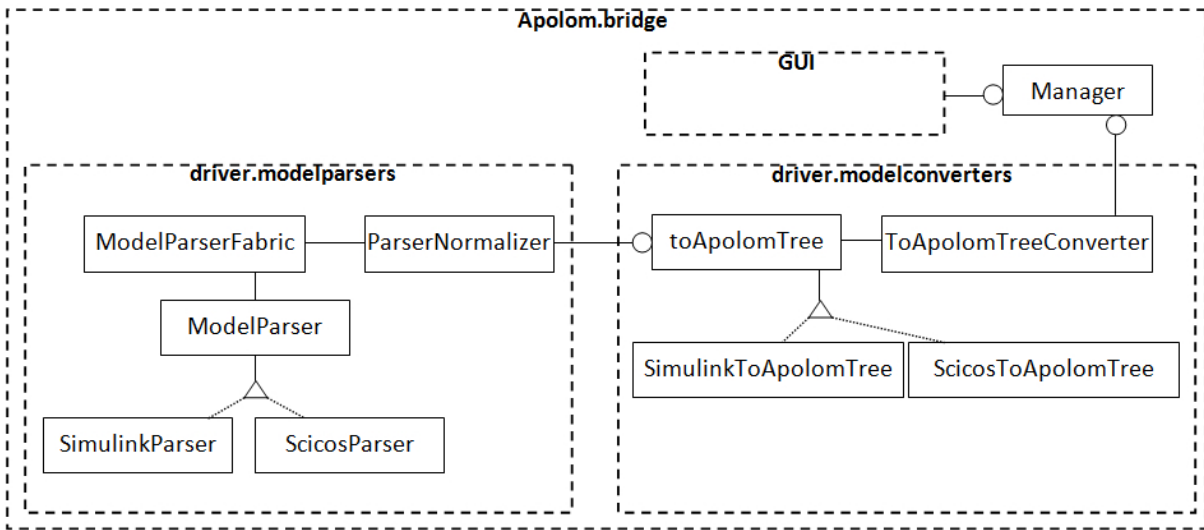 Apolom.bridge
GUI
Manager
driver.modelparsers
driver.modelconverters
ModelParserFabric
ParserNormalizer
toApolomTree
ToApolomTreeConverter
ModelParser
SimulinkToApolomTree
ScicosToApolomTree
SimulinkParser
ScicosParser